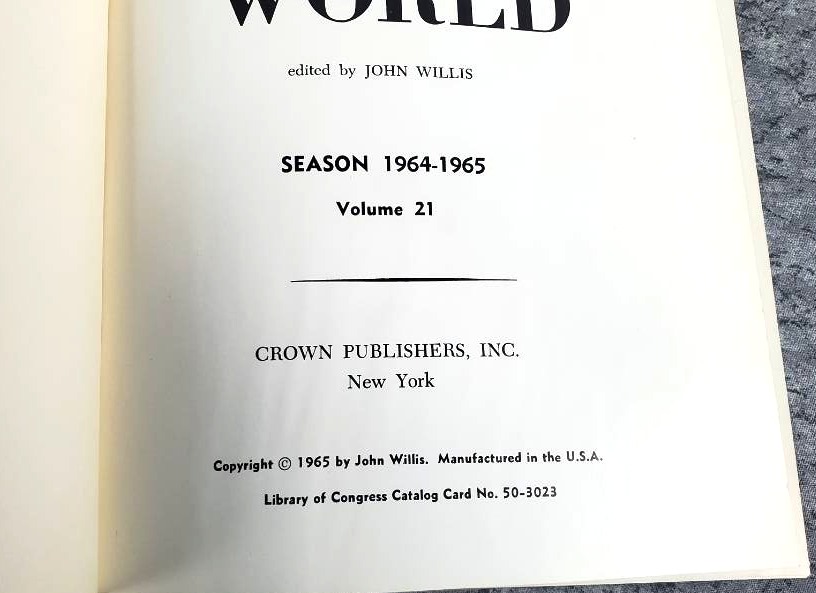 WORLD
edited by JOHN WILLIS
SEASON 1964-1965
Volume 21
CROWN PUBLISHERS, INC.
New York
Copyright © 1965 by John Willis. Manufactured in the U.S.A.
Library of Congress Catalog Card No. 50-3023